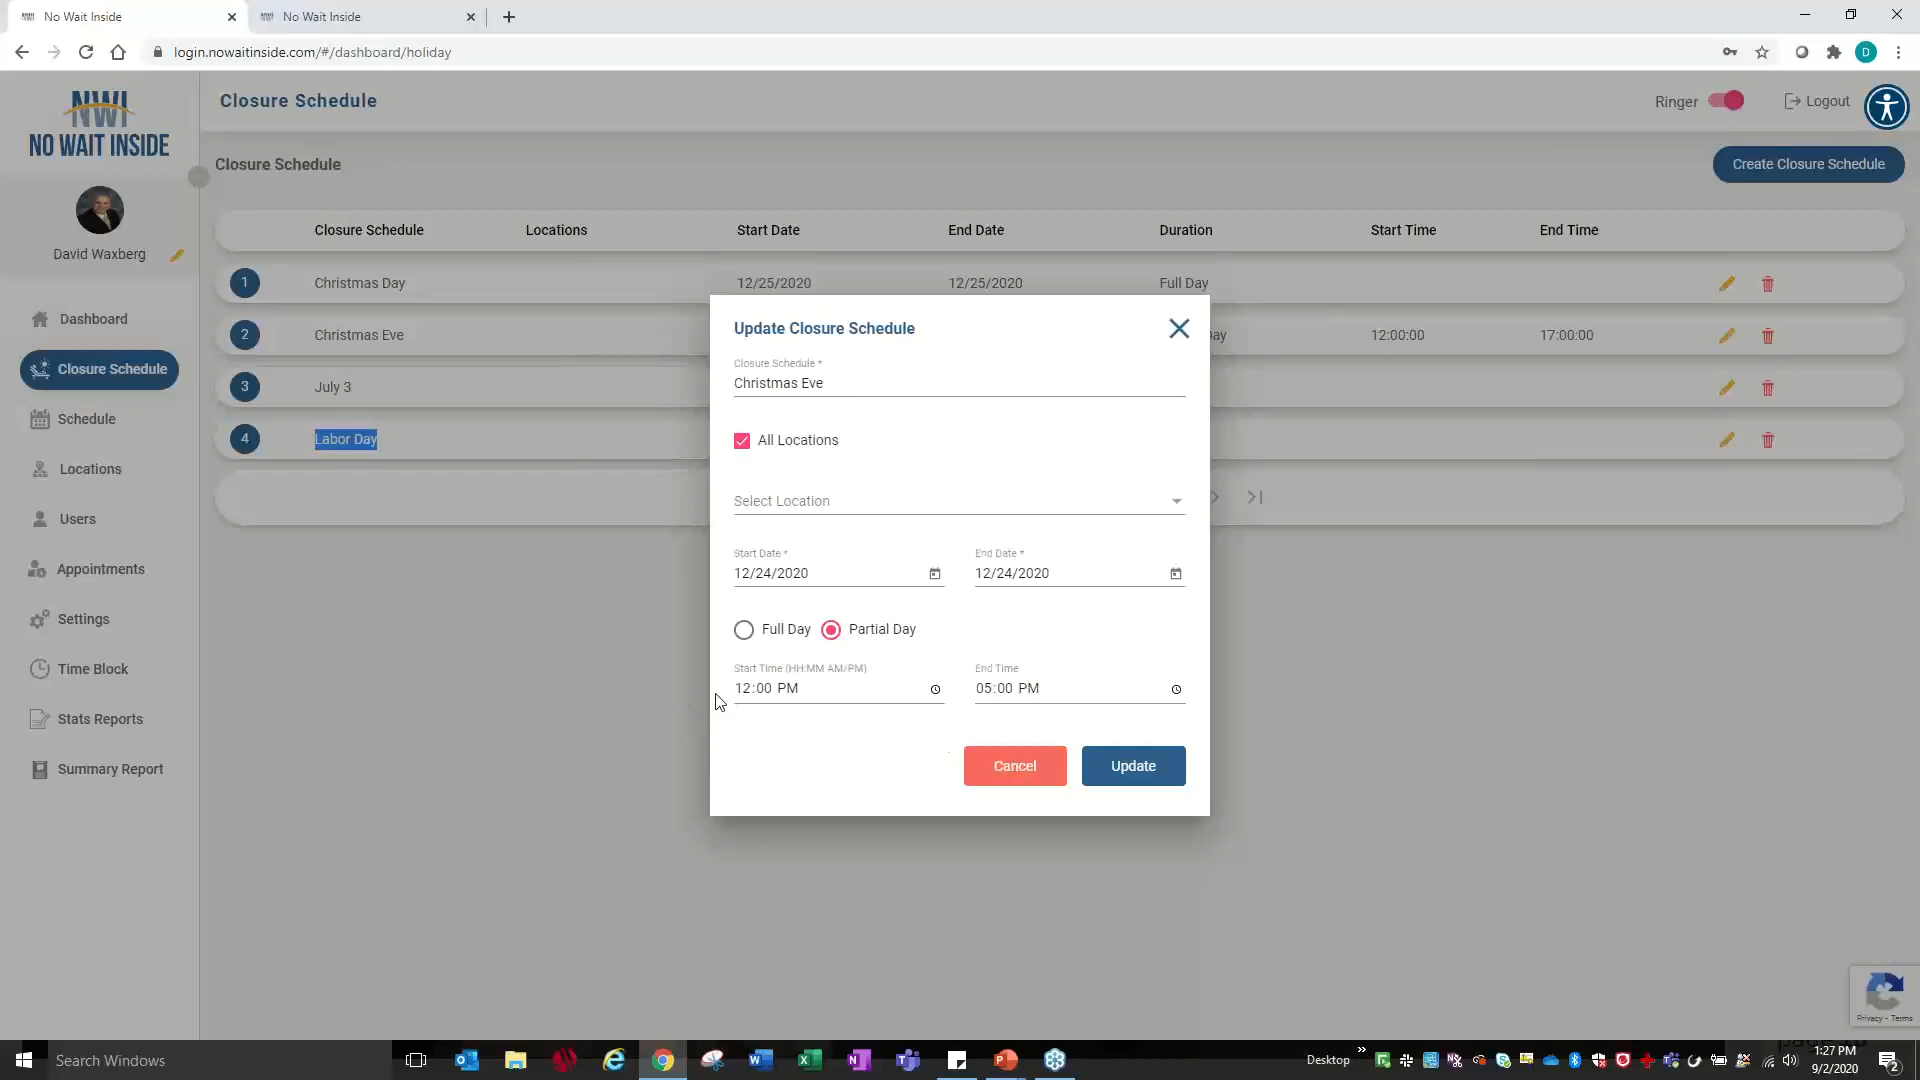 No Wait Inside
No Wait Inside
login.nowaitinside.com/#/dashboard/holiday
D
NWI
NO WAIT INSIDE
Closure Schedule
Ringer
Logout
David Waxberg
Closure Schedule
Create Closure Schedule
Closure Schedule Locations Start Date End Date Duration Start Time End Time
1 Christmas Day 12/25/2020 12/25/2020 Full Day
2 Christmas Eve ay 12:00:00 17:00:00
3 July 3
4 Labor Day
Dashboard
Closure Schedule
Schedule
Locations
Users
Appointments
Settings
Time Block
Stats Reports
Summary Report
Update Closure Schedule
Closure Schedule *
Christmas Eve
All Locations
Select Location
Start Date * End Date *
12/24/2020 12/24/2020
Full Day Partial Day
Start Time (HH:MM AM/PM) End Time
12:00 PM 05:00 PM
Cancel Update
Privacy - Terms
Search Windows
Desktop
1:27 PM
9/2/2020
2